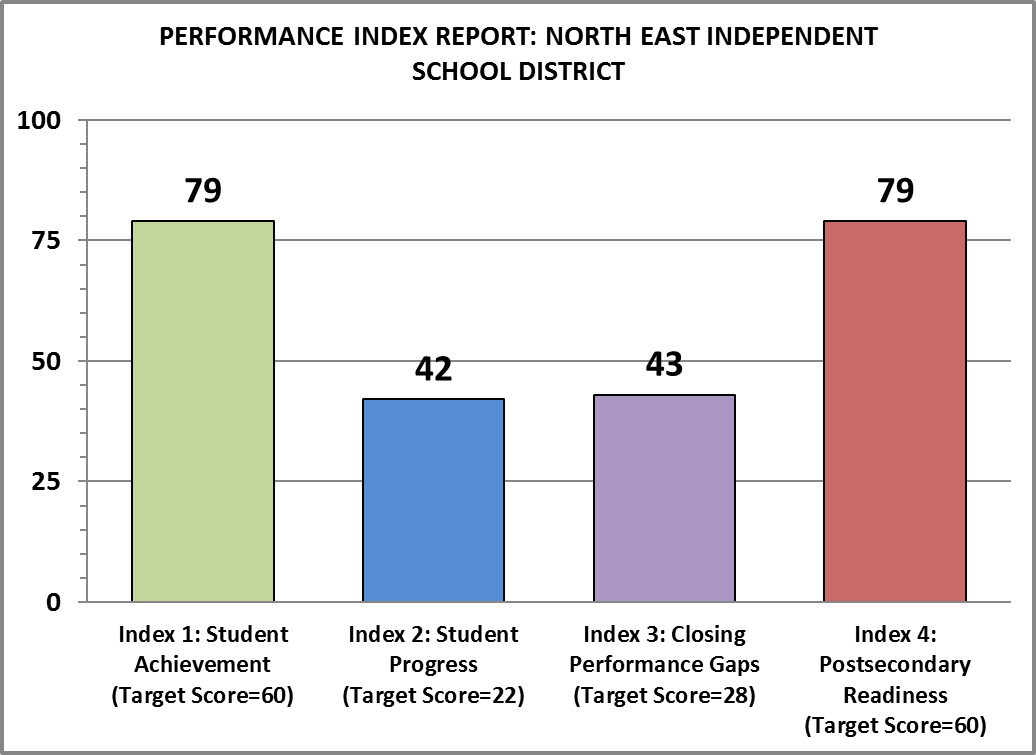 PERFORMANCE INDEX REPORT: NORTH EAST INDEPENDENT
SCHOOL DISTRICT
100
75
50
25
0
79
42
43
79
Index 1: Student
Achievement
(Target Score=60)
Index 2: Student
Progress
(Target Score=22)
Index 3: Closing
Performance Gaps
(Target Score=28)
Index 4:
Postsecondary
Readiness
(Target Score=60)